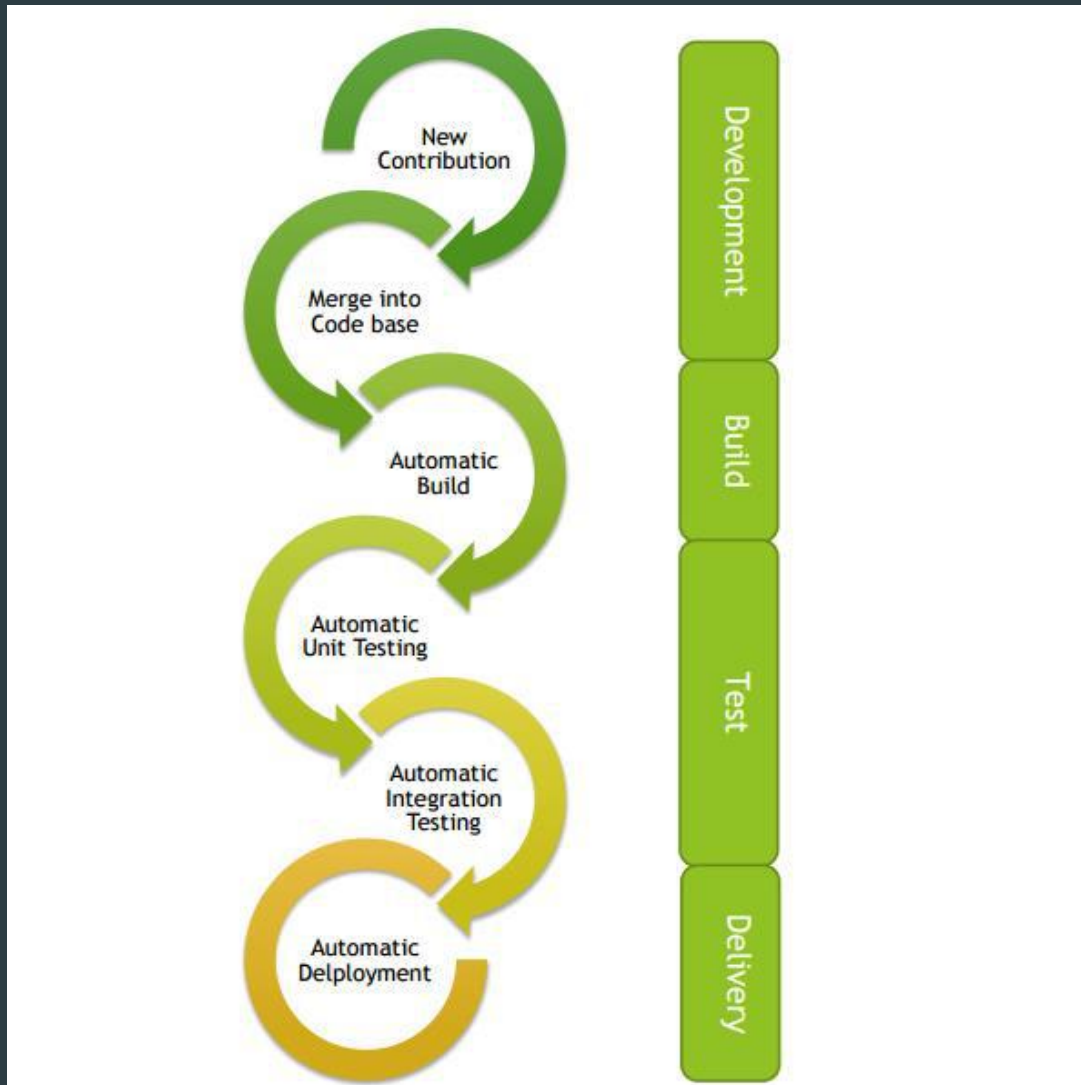 New
Contribution
Merge into
Code base
Automatic
Build
Automatic
Unit Testing
Automatic
Integration
Testing
Automatic
Delployment
Development
Build
Test
Delivery